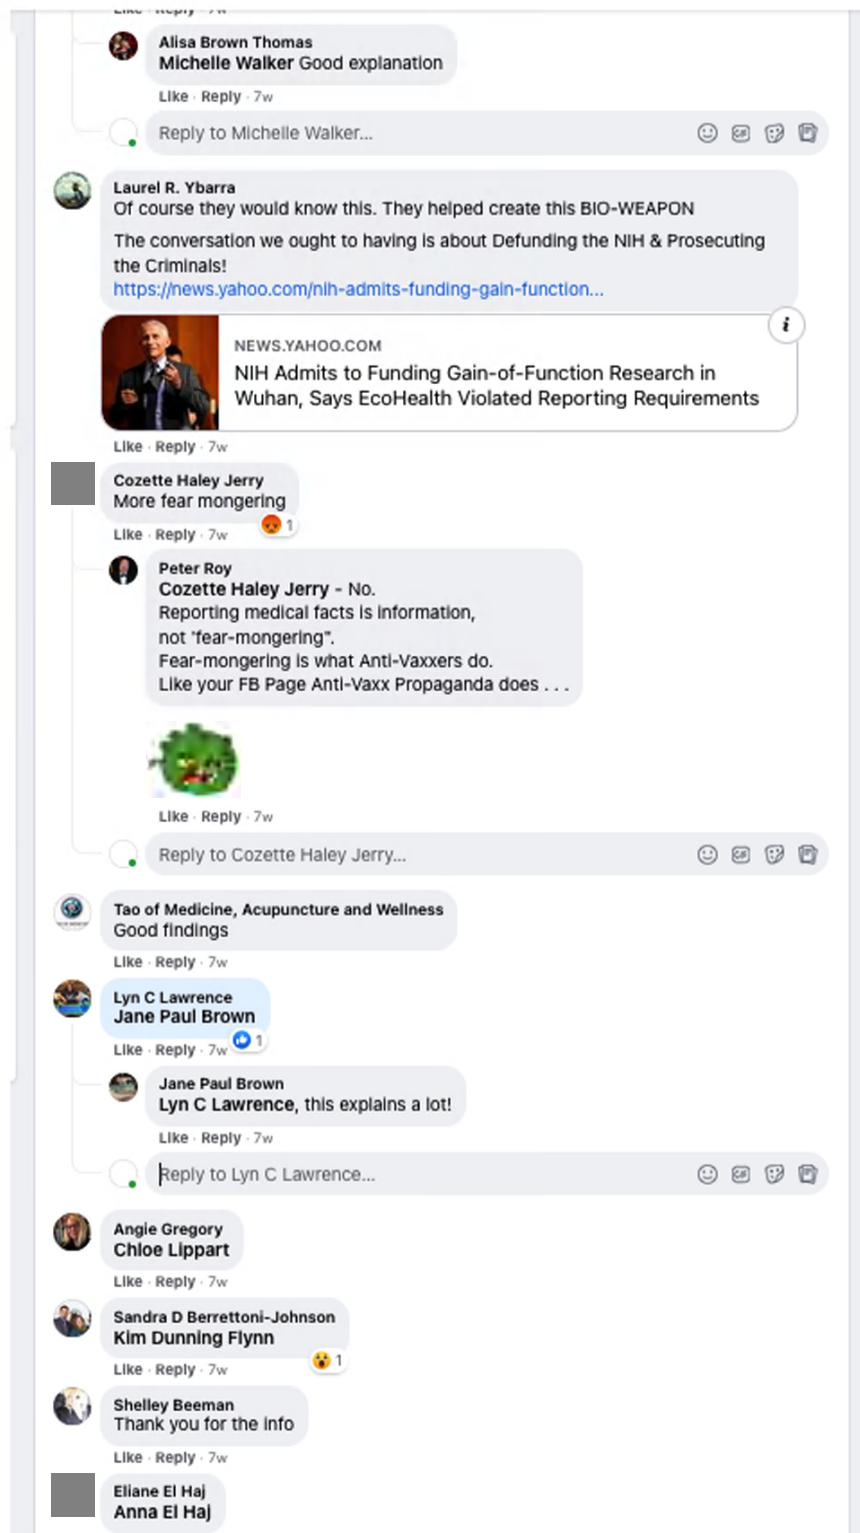 Like · Reply · 7w
Alisa Brown Thomas
Michelle Walker Good explanation
Like · Reply · 7w
Reply to Michelle Walker...
Laurel R. Ybarra
Of course they would know this. They helped create this BIO-WEAPON
The conversation we ought to having is about Defunding the NIH & Prosecuting
the Criminals!
https://news.yahoo.com/nih-admits-funding-gain-function...
NEWS.YAHOO.COM
NIH Admits to Funding Gain-of-Function Research in
Wuhan, Says EcoHealth Violated Reporting Requirements
Like · Reply · 7w
Cozette Haley Jerry
More fear mongering
1
Like · Reply · 7w
Peter Roy
Cozette Haley Jerry - No.
Reporting medical facts is information,
not "fear-mongering".
Fear-mongering is what Anti-Vaxxers do.
Like your FB Page Anti-Vaxx Propaganda does . . .
Like · Reply · 7w
Reply to Cozette Haley Jerry...
Tao of Medicine, Acupuncture and Wellness
Good findings
Like · Reply · 7w
Lyn C Lawrence
Jane Paul Brown
Like · Reply · 7w 1
Jane Paul Brown
Lyn C Lawrence, this explains a lot!
Like · Reply · 7w
Reply to Lyn C Lawrence...
Angie Gregory
Chloe Lippart
Like · Reply · 7w
Sandra D Berrettoni-Johnson
Kim Dunning Flynn
1
Like · Reply · 7w
Shelley Beeman
Thank you for the info
Like · Reply · 7w
Eliane El Haj
Anna El Haj